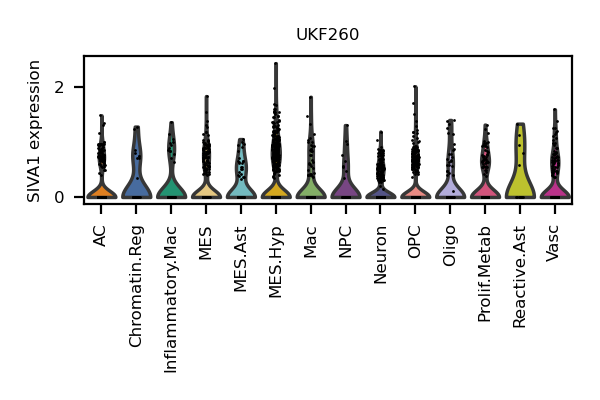 UKF260
SIVA1 expression
2
0
AC
Chromatin.Reg
Inflammatory.Mac
MES
MES.Ast
MES.Hyp
Mac
NPC
Neuron
OPC
Oligo
Prolif.Metab
Reactive.Ast
Vasc